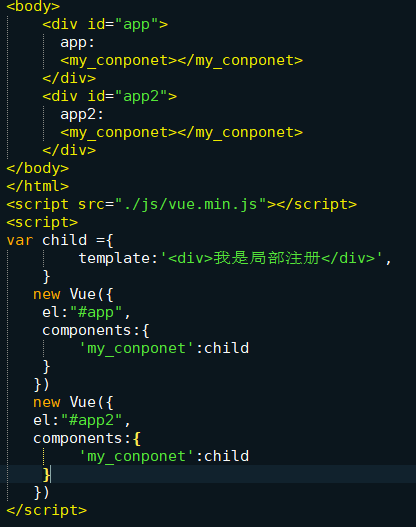 <body>
<div id="app">
app:
<my_conponet></my_conponet>
</div>
<div id="app2">
app2:
<my_conponet></my_conponet>
</div>
</body>
</html>
<script src="./js/vue.min.js"></script>
<script>
var child ={
template:'<div>我是局部注册</div>',
}
new Vue({
el:"#app",
components:{
'my_conponet':child
}
})
new Vue({
el:"#app2",
components:{
'my_conponet':child
}
})
</script>